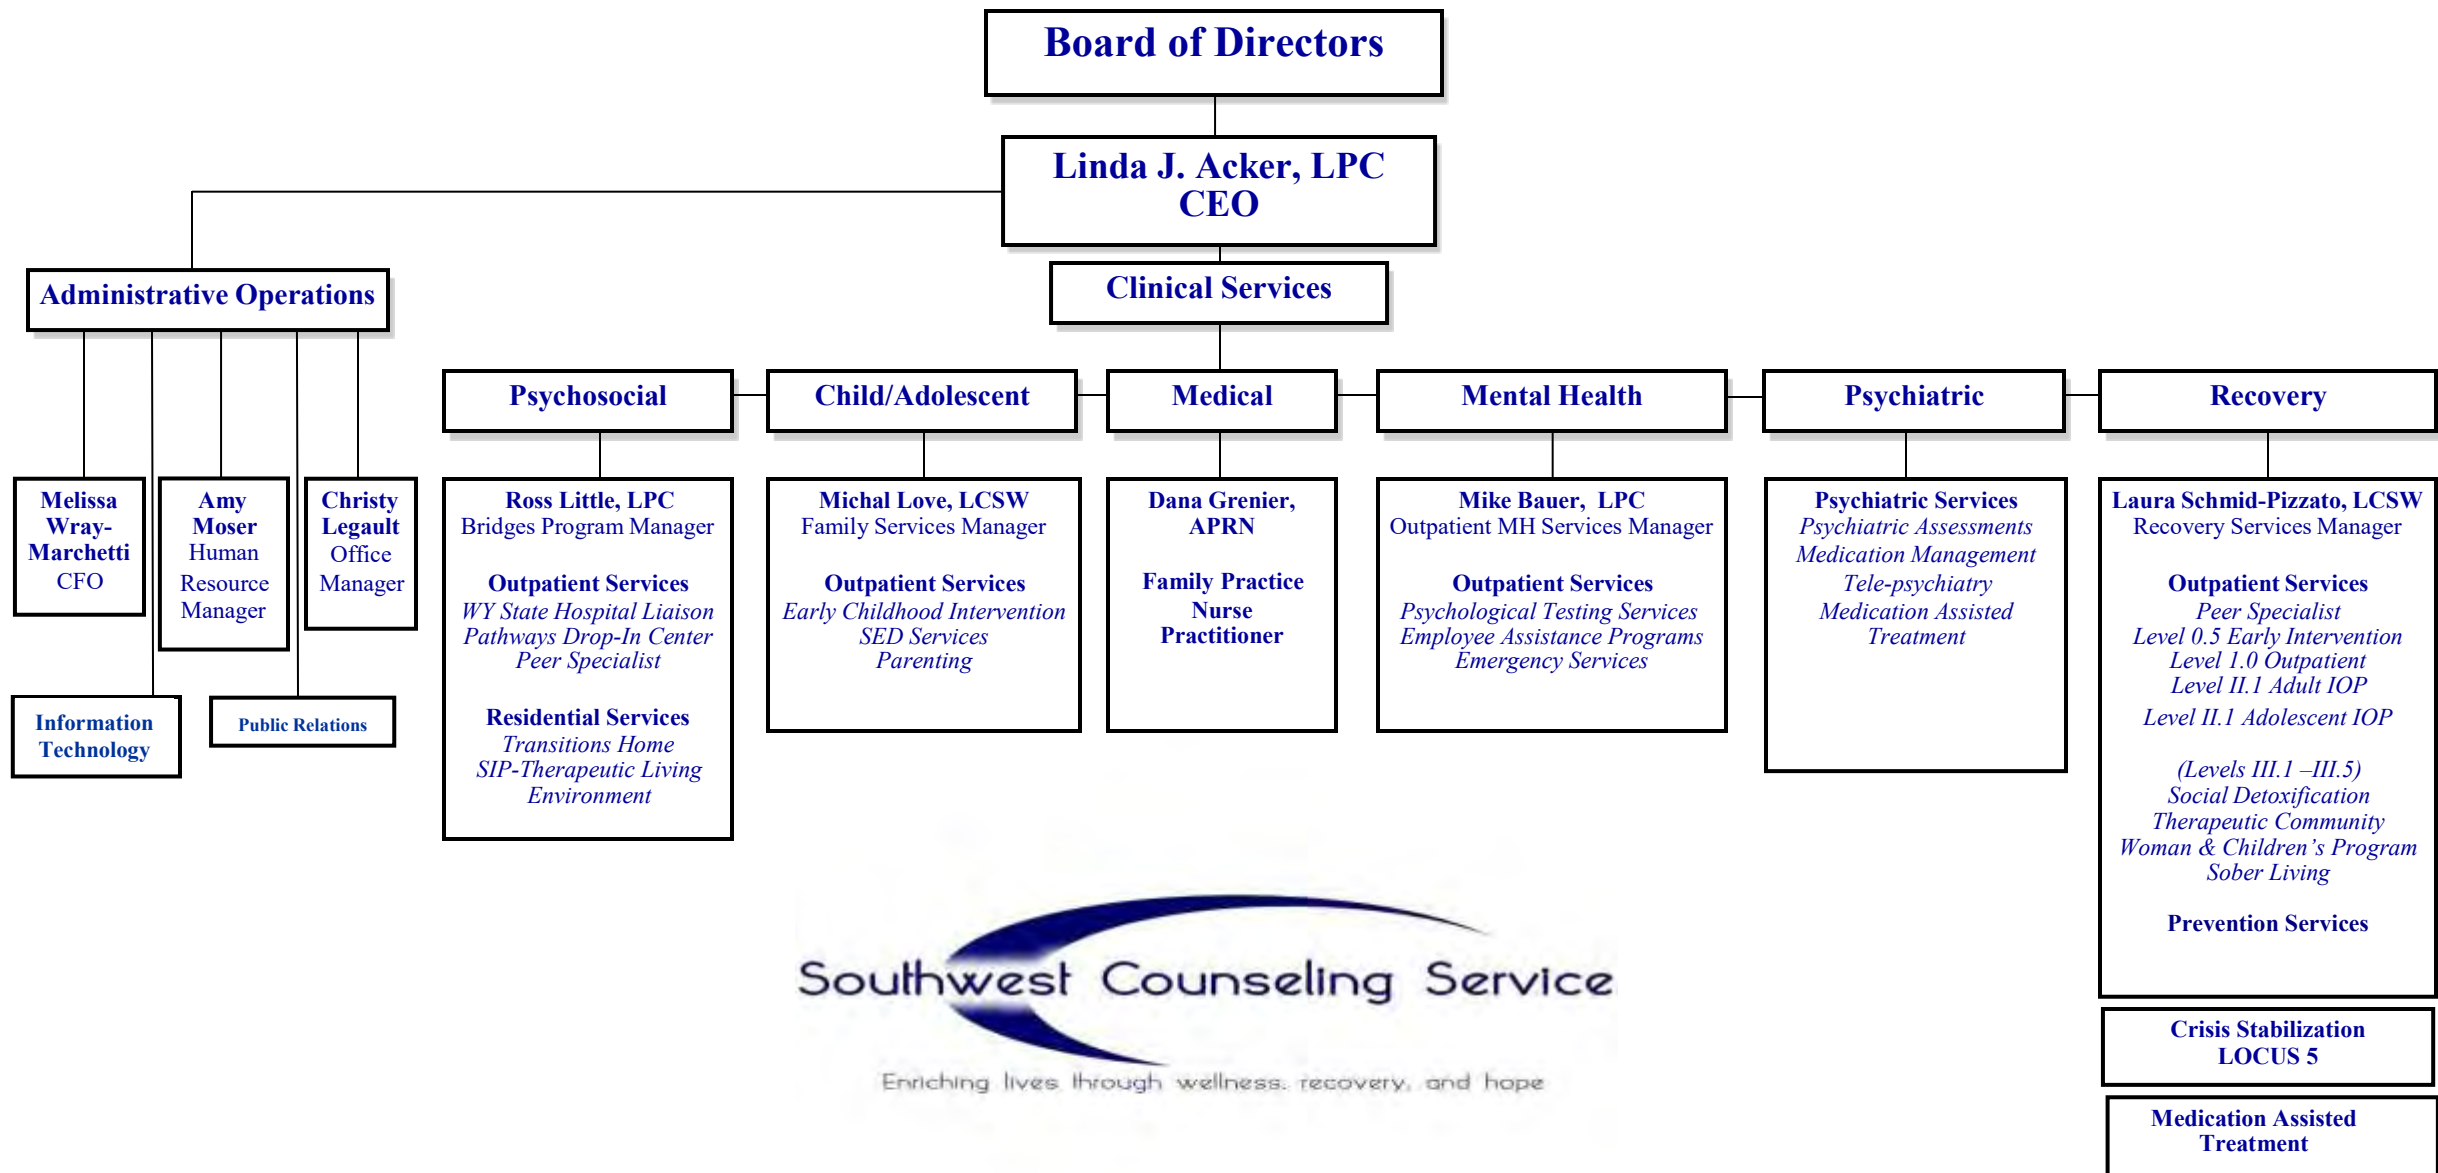 Board of Directors
Linda J. Acker, LPC
CEO
Administrative Operations
Clinical Services
Psychosocial
Child/Adolescent
Medical
Mental Health
Psychiatric
Recovery
Melissa
Wray-
Marchetti
CFO
Amy
Moser
Human
Resource
Manager
Christy
Legault
Office
Manager
Information
Technology
Public Relations
Ross Little, LPC
Bridges Program Manager
Outpatient Services
WY State Hospital Liaison
Pathways Drop-In Center
Peer Specialist
Residential Services
Transitions Home
SIP-Therapeutic Living
Environment
Michal Love, LCSW
Family Services Manager
Outpatient Services
Early Childhood Intervention
SED Services
Parenting
Dana Grenier,
APRN
Family Practice
Nurse
Practitioner
Mike Bauer, LPC
Outpatient MH Services Manager
Outpatient Services
Psychological Testing Services
Employee Assistance Programs
Emergency Services
Psychiatric Services
Psychiatric Assessments
Medication Management
Tele-psychiatry
Medication Assisted
Treatment
Laura Schmid-Pizzato, LCSW
Recovery Services Manager
Outpatient Services
Peer Specialist
Level 0.5 Early Intervention
Level 1.0 Outpatient
Level II.1 Adult IOP
Level II.1 Adolescent IOP
(Levels III.1 –III.5)
Social Detoxification
Therapeutic Community
Woman & Children’s Program
Sober Living
Prevention Services
Crisis Stabilization
LOCUS 5
Medication Assisted
Treatment
Southwest Counseling Service
Enriching lives through wellness, recovery, and hope